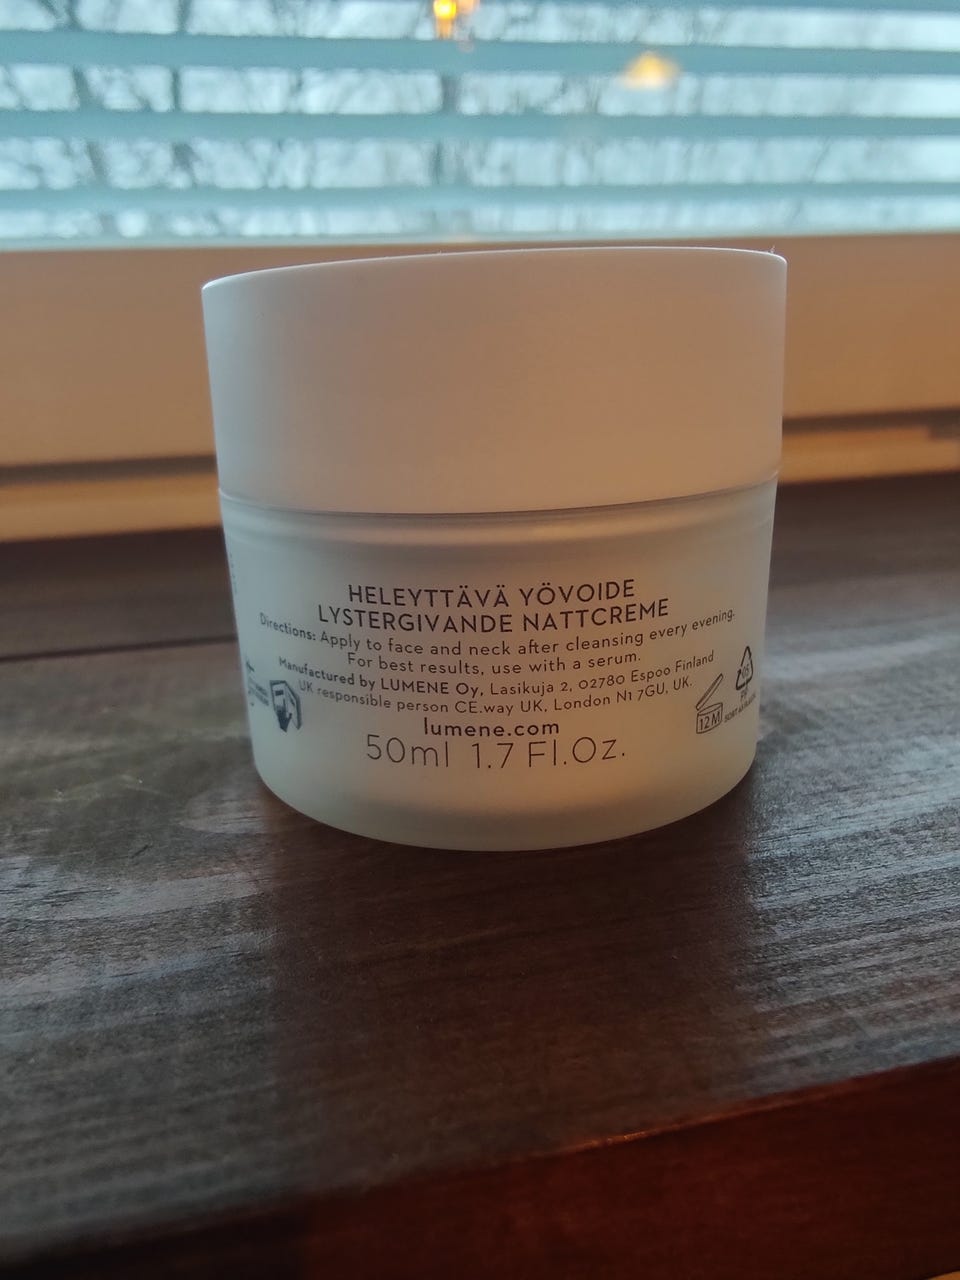 HELEYTTÄVÄ YÖVOIDE
LYSTERGIVANDE NATTCREME
Directions: Apply to face and neck after cleansing every evening.
For best results, use with a serum.
Manufactured by LUMENE Oy, Lasikuja 2, 02780 Espoo Finland
UK responsible person CE.way UK, London N1 7GU, UK.
lumene.com
50ml 1.7 Fl.Oz.
12M
05
PP